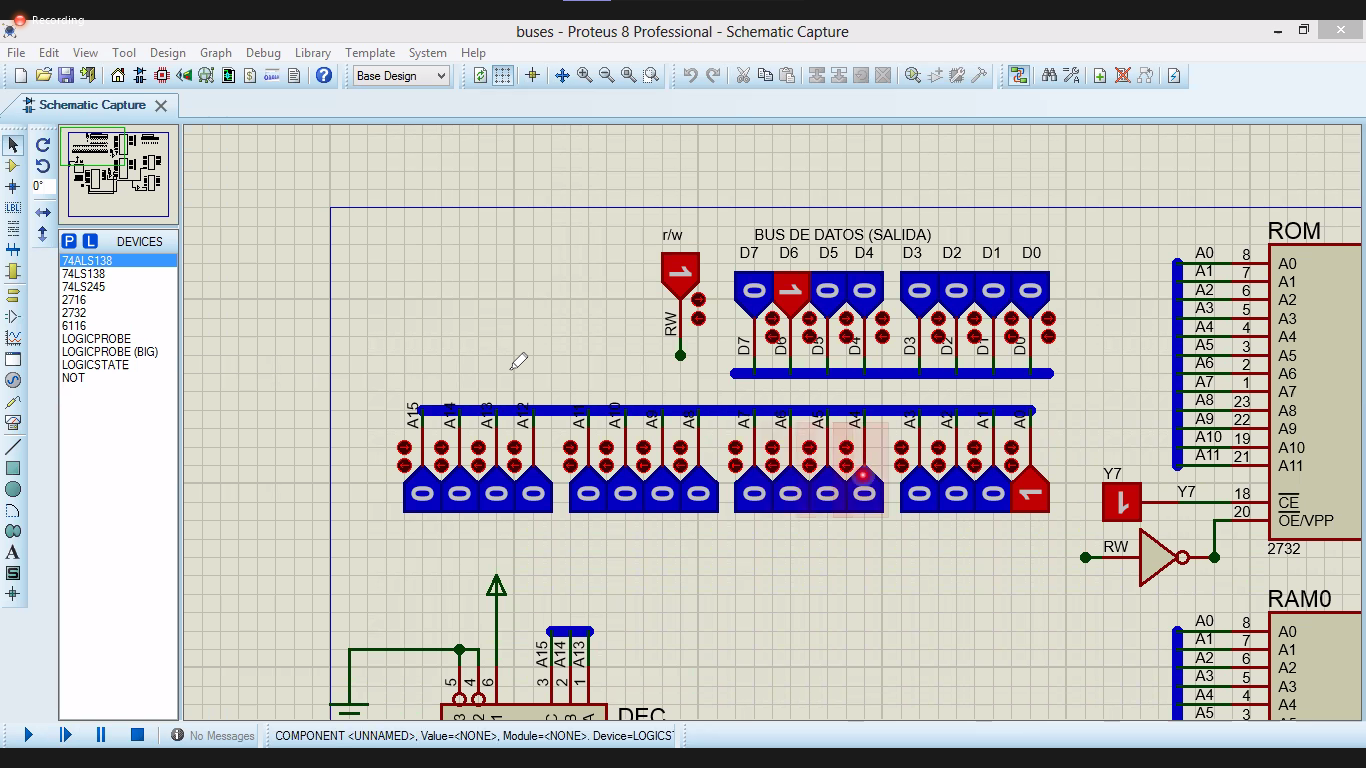 Recording
buses - Proteus 8 Professional - Schematic Capture
File Edit View Tool Design Graph Debug Library Template System Help
Base Design
Schematic Capture
0°
P L DEVICES
74ALS138
74LS138
74LS245
2716
2732
6116
LOGICPROBE
LOGICPROBE (BIG)
LOGICSTATE
NOT
LBL
A
S
r/w
1
RW
BUS DE DATOS (SALIDA)
D7 D6 D5 D4 D3 D2 D1 D0
0 1 0 0 0 0 0 0
D7 D6 D5 D4 D3 D2 D1 D0
A15 A14 A13 A12 A11 A10 A9 A8 A7 A6 A5 A4 A3 A2 A1 A0
0 0 0 0 0 0 0 0 0 0 0 0 0 0 0 1
ROM
A0 8 A0
A1 7 A1
A2 6 A2
A3 5 A3
A4 4 A4
A5 3 A5
A6 2 A6
A7 1 A7
A8 23 A8
A9 22 A9
A10 19 A10
A11 21 A11
Y7
1
Y7 18 CE
20 OE/VPP
RW
2732
RAM0
A0 8 A0
A1 7 A1
A2 6 A2
A3 5 A3
A4 4 A4
A5 3
A15 A14 A13
5 4 6 3 2 1
3 2 1 C B A
DEC
No Messages
COMPONENT <UNNAMED>, Value=<NONE>, Module=<NONE>. Device=LOGICS